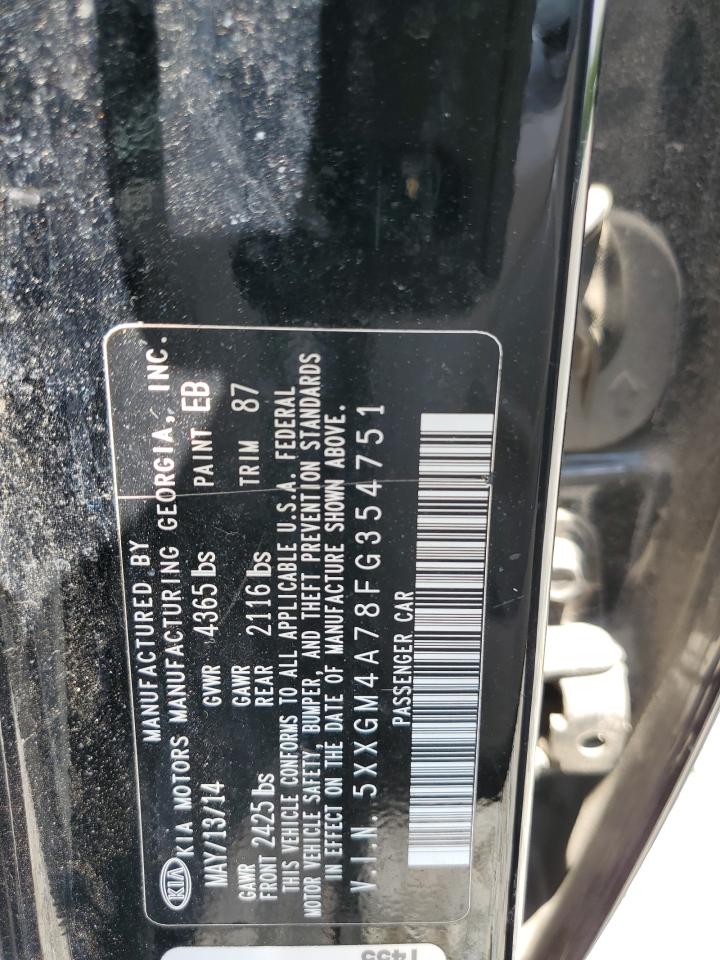 MANUFACTURED BY
KIA KIA MOTORS MANUFACTURING GEORGIA, INC.
MAY/13/14 GVWR 4365 lbs PAINT EB
GAWR FRONT 2425 lbs GAWR REAR 2116 lbs TRIM 87
THIS VEHICLE CONFORMS TO ALL APPLICABLE U.S.A. FEDERAL
MOTOR VEHICLE SAFETY, BUMPER, AND THEFT PREVENTION STANDARDS
IN EFFECT ON THE DATE OF MANUFACTURE SHOWN ABOVE.
V.I.N. 5XXGM4A78FG354751
PASSENGER CAR